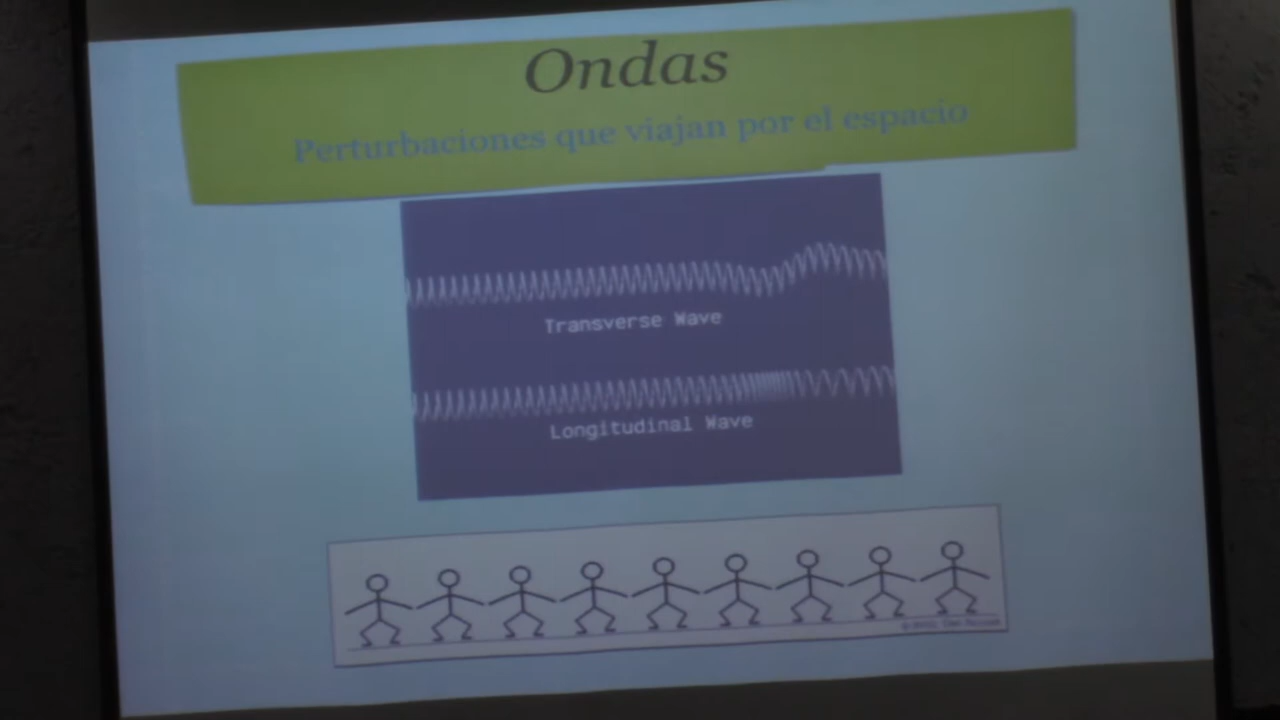 Ondas
Perturbaciones que viajan por el espacio
Transverse Wave
Longitudinal Wave